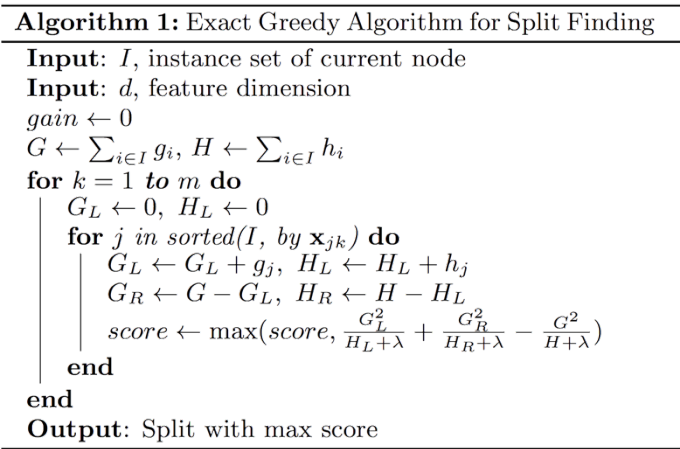 Algorithm 1: Exact Greedy Algorithm for Split Finding
Input: I, instance set of current node
Input: d, feature dimension
gain ← 0
G ← ∑_{i∈I} g_i, H ← ∑_{i∈I} h_i
for k = 1 to m do
G_L ← 0, H_L ← 0
for j in sorted(I, by x_{jk}) do
G_L ← G_L + g_j, H_L ← H_L + h_j
G_R ← G − G_L, H_R ← H − H_L
score ← max(score, \frac{G_L^2}{H_L+λ} + \frac{G_R^2}{H_R+λ} − \frac{G^2}{H+λ})
end
end
Output: Split with max score